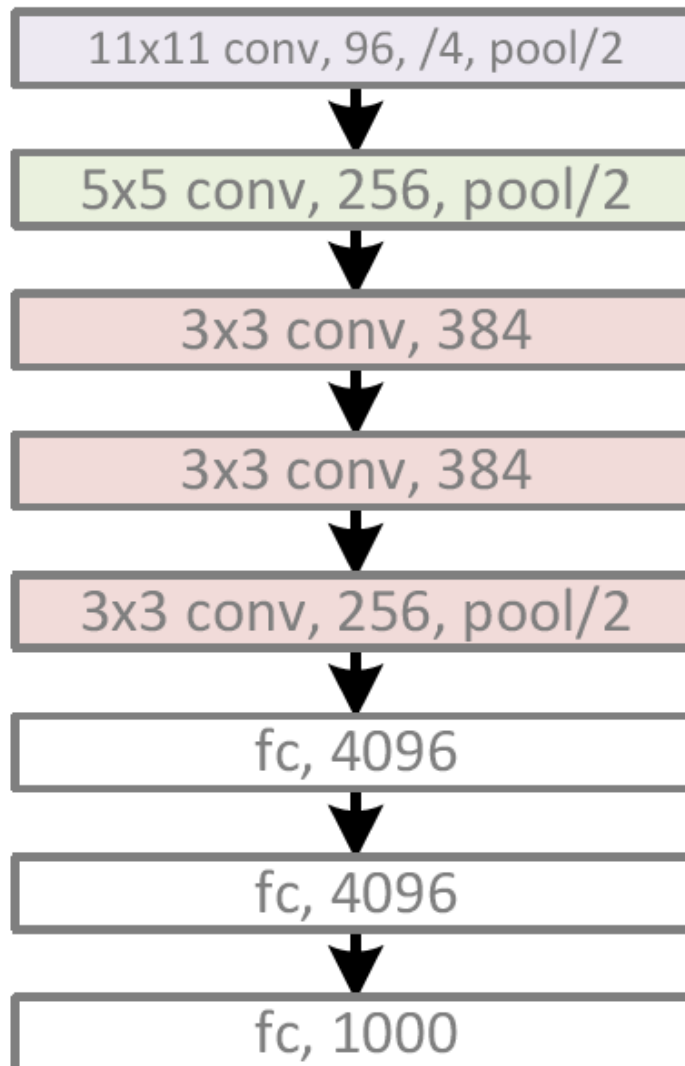 11x11 conv, 96, /4, pool/2
5x5 conv, 256, pool/2
3x3 conv, 384
3x3 conv, 384
3x3 conv, 256, pool/2
fc, 4096
fc, 4096
fc, 1000